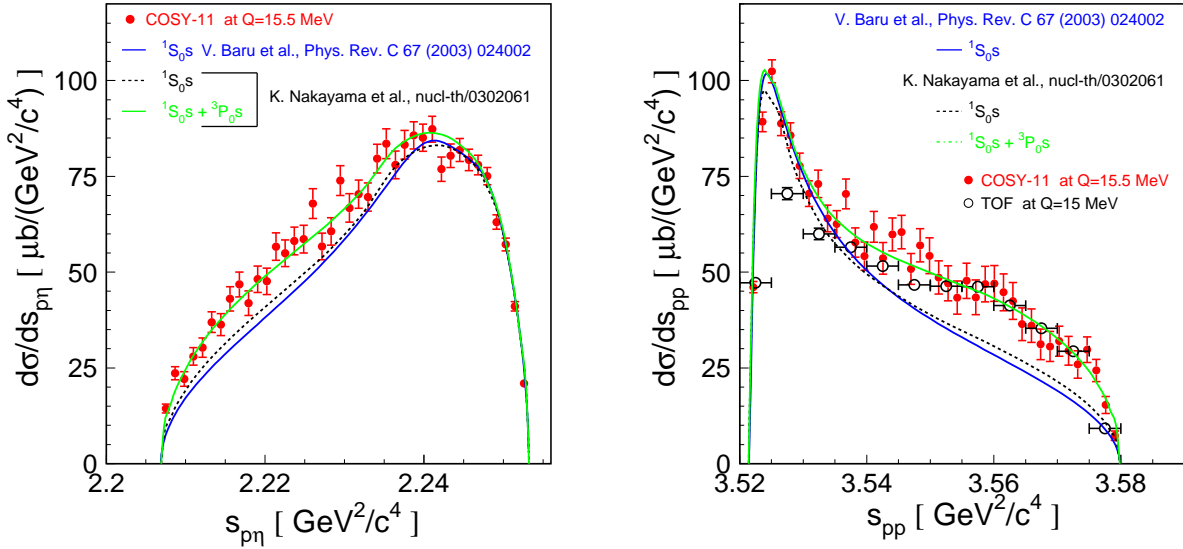 COSY-11 at Q=15.5 MeV
¹S₀s V. Baru et al., Phys. Rev. C 67 (2003) 024002
¹S₀s
K. Nakayama et al., nucl-th/0302061
¹S₀s + ³P₀s
100
75
50
25
0
2.2 2.22 2.24
dσ/ds_pη [ μb/(GeV²/c⁴) ]
s_pη [ GeV²/c⁴ ]
V. Baru et al., Phys. Rev. C 67 (2003) 024002
¹S₀s
K. Nakayama et al., nucl-th/0302061
¹S₀s
¹S₀s + ³P₀s
COSY-11 at Q=15.5 MeV
TOF at Q=15 MeV
100
75
50
25
0
3.52 3.54 3.56 3.58
dσ/ds_pp [ μb/(GeV²/c⁴) ]
s_pp [ GeV²/c⁴ ]